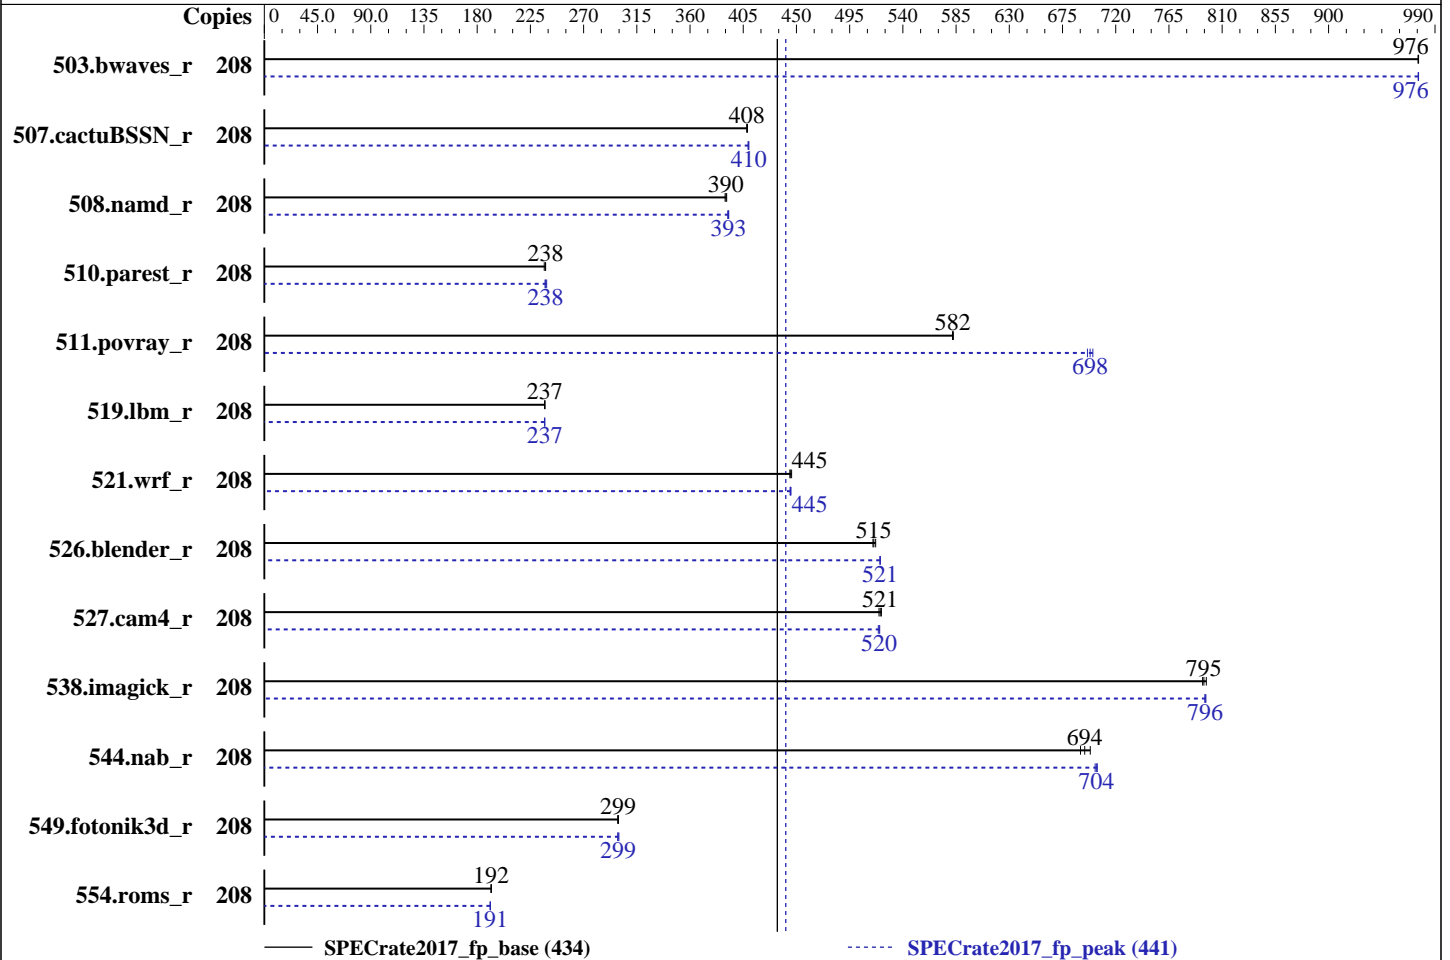 Copies 0 45.0 90.0 135 180 225 270 315 360 405 450 495 540 585 630 675 720 765 810 855 900 990
976
503.bwaves_r 208
976
408
507.cactuBSSN_r 208
410
390
508.namd_r 208
393
238
510.parest_r 208
238
582
511.povray_r 208
698
237
519.lbm_r 208
237
445
521.wrf_r 208
445
515
526.blender_r 208
521
521
527.cam4_r 208
520
795
538.imagick_r 208
796
694
544.nab_r 208
704
299
549.fotonik3d_r 208
299
192
554.roms_r 208
191
SPECrate2017_fp_base (434) SPECrate2017_fp_peak (441)